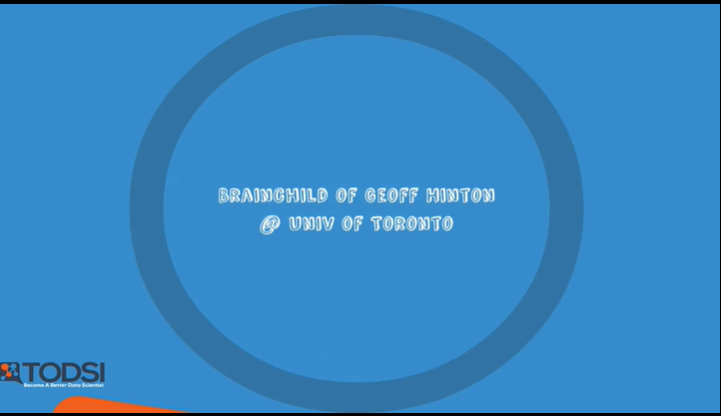 BRAINCHILD OF GEOFF HINTON
@ UNIV OF TORONTO
TODSI
Become A Better Data Scientist